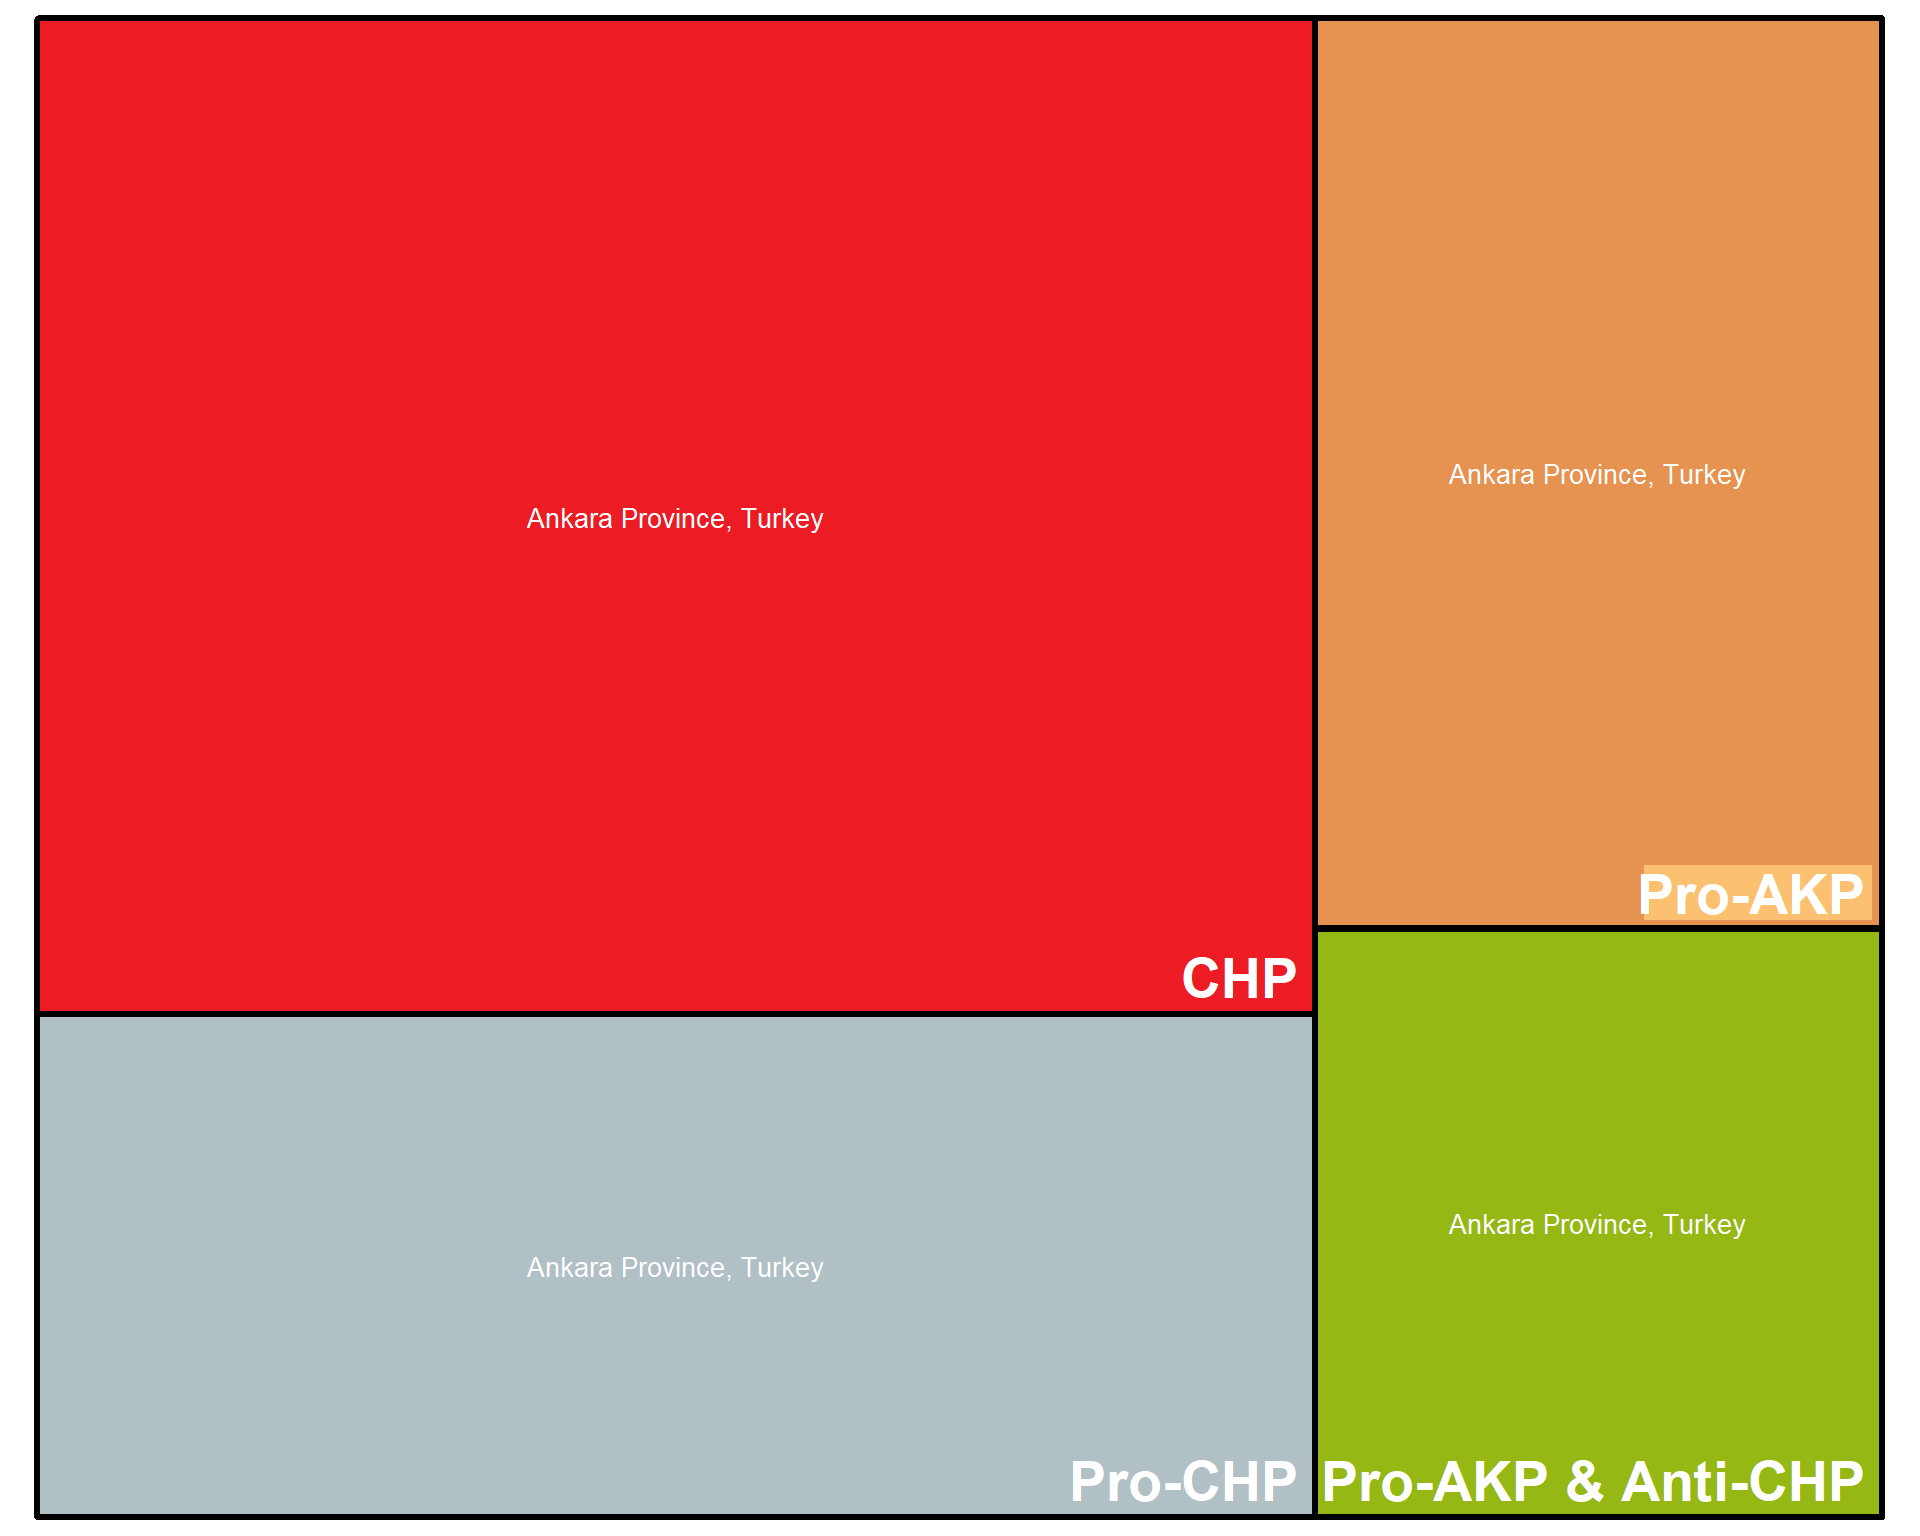 Ankara Province, Turkey
CHP
Ankara Province, Turkey
Pro-AKP
Ankara Province, Turkey
Pro-CHP
Ankara Province, Turkey
Pro-AKP & Anti-CHP